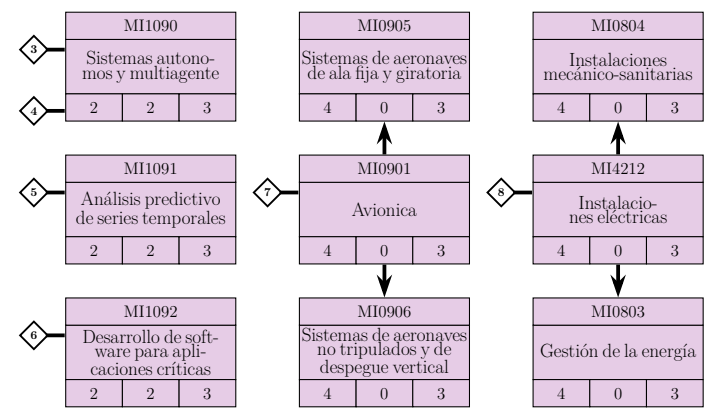 MI1090
3
Sistemas autono-
mos y multiagente
4
2 2 3
MI0905
Sistemas de aeronaves
de ala fija y giratoria
4 0 3
MI0804
Instalaciones
mecánico-sanitarias
4 0 3
MI1091
5
Análisis predictivo
de series temporales
2 2 3
MI0901
7
Avionica
4 0 3
MI4212
8
Instalacio-
nes eléctricas
4 0 3
MI1092
6
Desarrollo de soft-
ware para apli-
caciones críticas
2 2 3
MI0906
Sistemas de aeronaves
no tripulados y de
despegue vertical
4 0 3
MI0803
Gestión de la energía
4 0 3